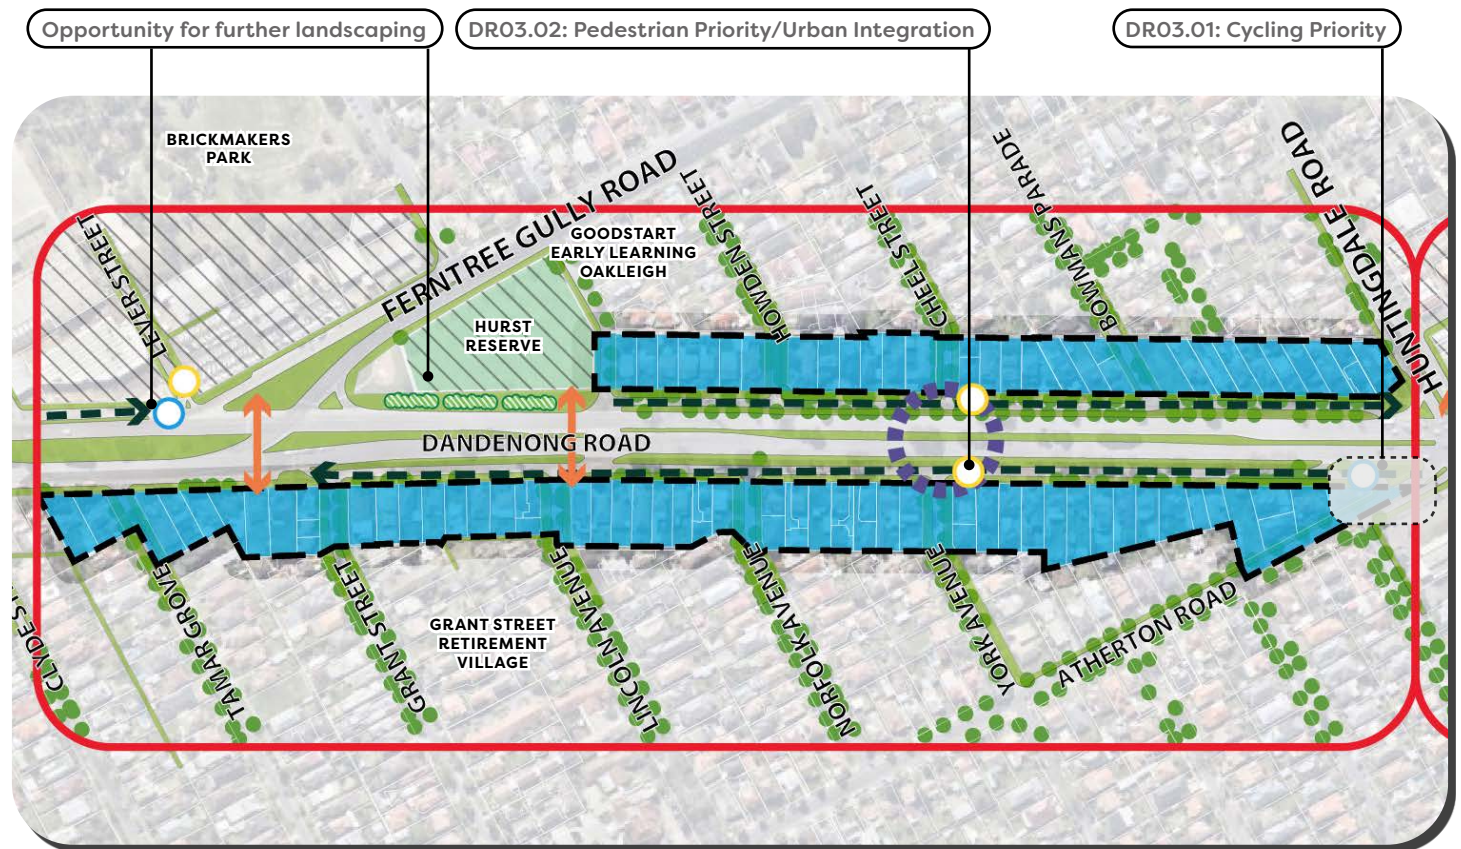 Opportunity for further landscaping
DR03.02: Pedestrian Priority/Urban Integration
DR03.01: Cycling Priority
BRICKMAKERS
PARK
LEVER STREET
FERNTREE GULLY ROAD
GOODSTART
EARLY LEARNING
OAKLEIGH
HOWDEN STREET
CHEEL STREET
BOWMANS PARADE
HUNTINGDALE ROAD
HURST
RESERVE
DANDENONG ROAD
CLYDE S
TAMAR GROVE
GRANT STREET
GRANT STREET
RETIREMENT
VILLAGE
LINCOLN AVENUE
NORFOLK AVENUE
YORK AVENUE
ATHERTON ROAD